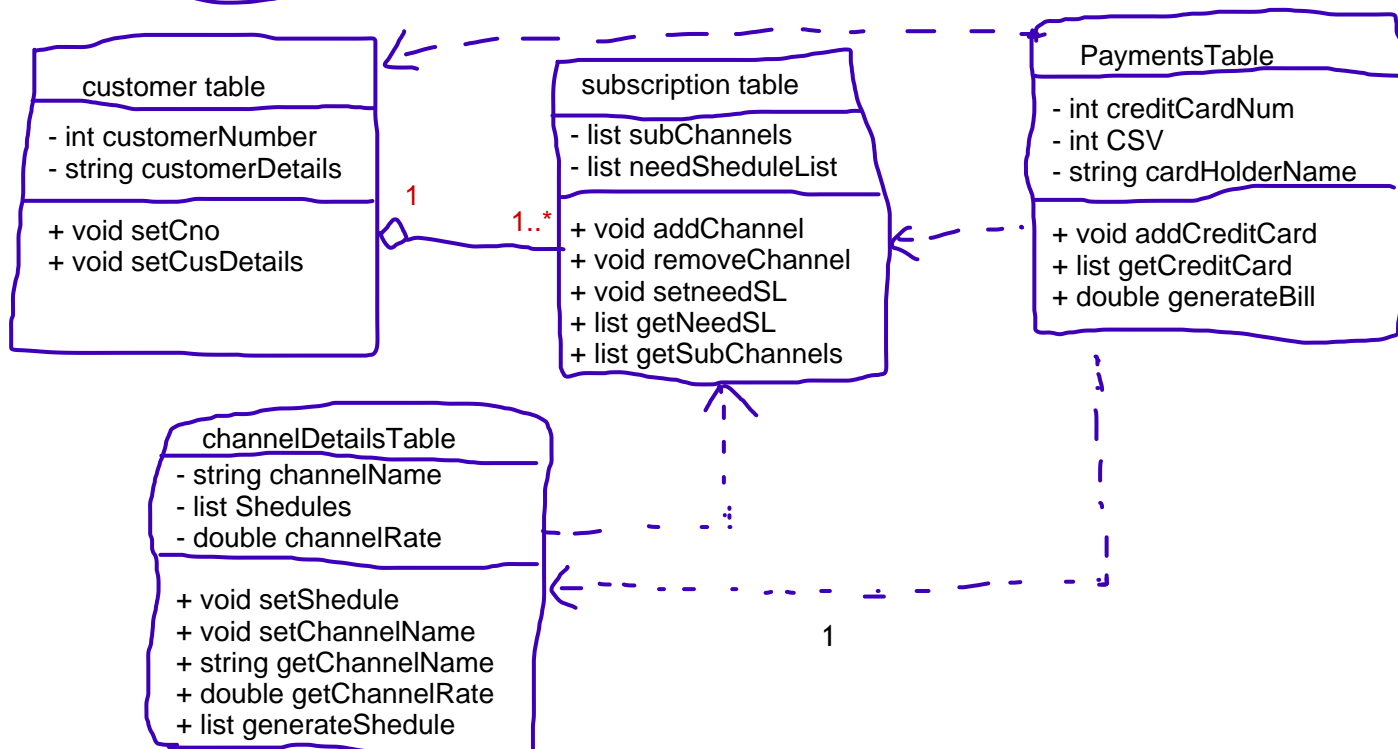 customer table
- int customerNumber
- string customerDetails
+ void setCno
+ void setCusDetails
1
1..*
subscription table
- list subChannels
- list needSheduleList
+ void addChannel
+ void removeChannel
+ void setneedSL
+ list getNeedSL
+ list getSubChannels
PaymentsTable
- int creditCardNum
- int CSV
- string cardHolderName
+ void addCreditCard
+ list getCreditCard
+ double generateBill
channelDetailsTable
- string channelName
- list Shedules
- double channelRate
+ void setShedule
+ void setChannelName
+ string getChannelName
+ double getChannelRate
+ list generateShedule
1